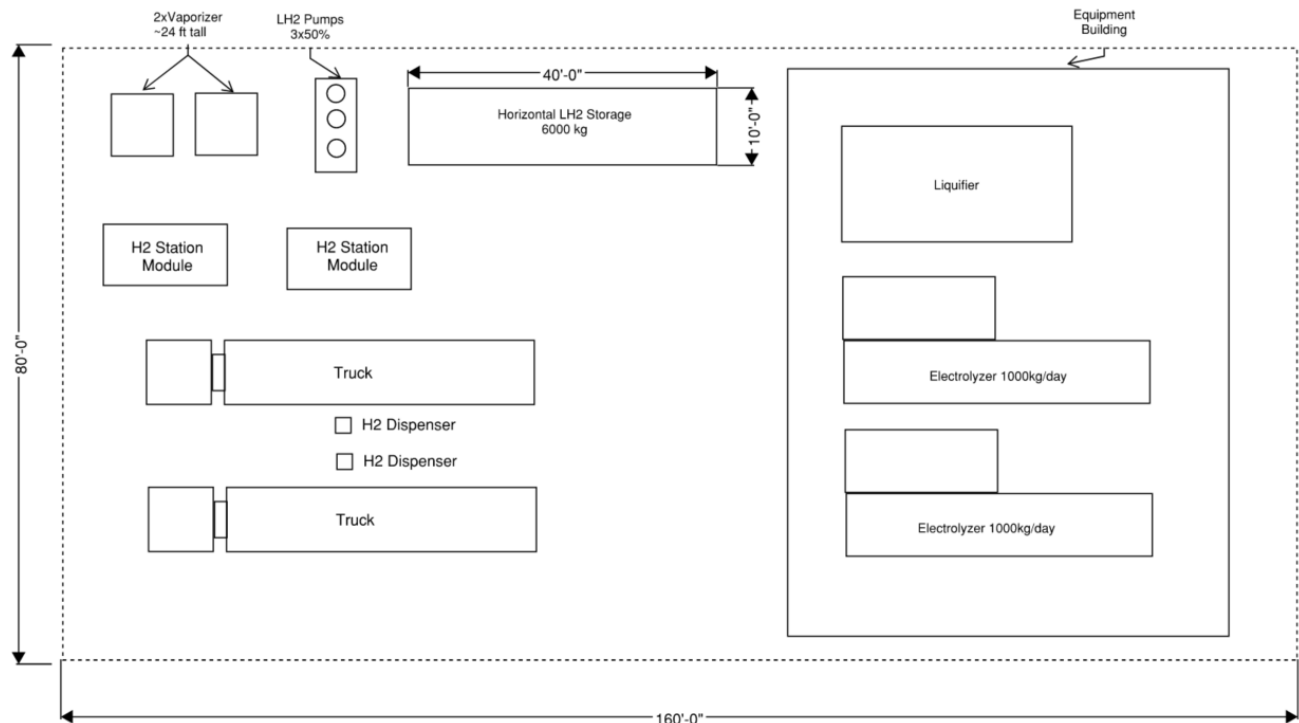 2xVaporizer
~24 ft tall
LH2 Pumps
3x50%
Equipment
Building
40'-0"
Horizontal LH2 Storage
6000 kg
10'-0"
Liquifier
H2 Station
Module
H2 Station
Module
80'-0"
Truck
Electrolyzer 1000kg/day
H2 Dispenser
H2 Dispenser
Truck
Electrolyzer 1000kg/day
160'-0"